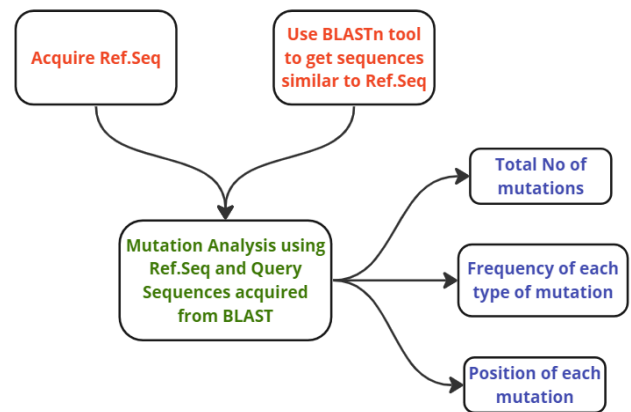 Acquire Ref.Seq
Use BLASTn tool
to get sequences
similar to Ref.Seq
Mutation Analysis using
Ref.Seq and Query
Sequences acquired
from BLAST
Total No of
mutations
Frequency of each
type of mutation
Position of each
mutation